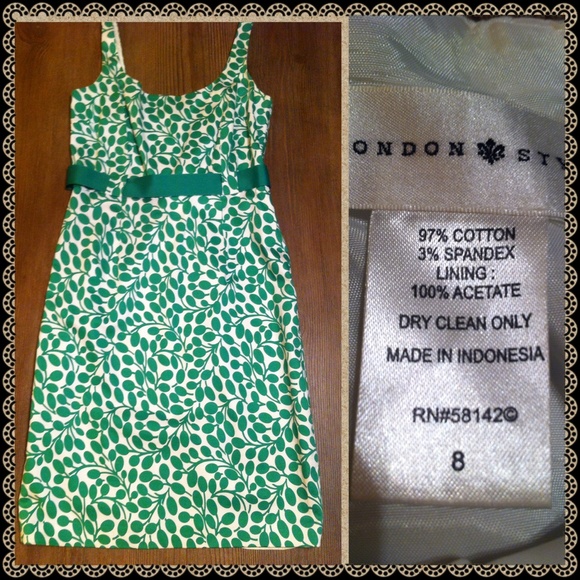 ONDON STY
97% COTTON
3% SPANDEX
LINING :
100% ACETATE
DRY CLEAN ONLY
MADE IN INDONESIA
RN#58142©
8